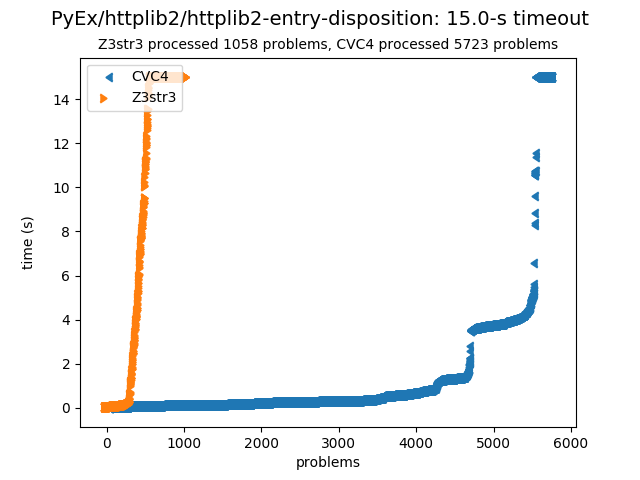 PyEx/httplib2/httplib2-entry-disposition: 15.0-s timeout
Z3str3 processed 1058 problems, CVC4 processed 5723 problems
CVC4
Z3str3
time (s)
14
12
10
8
6
4
2
0
0 1000 2000 3000 4000 5000 6000
problems